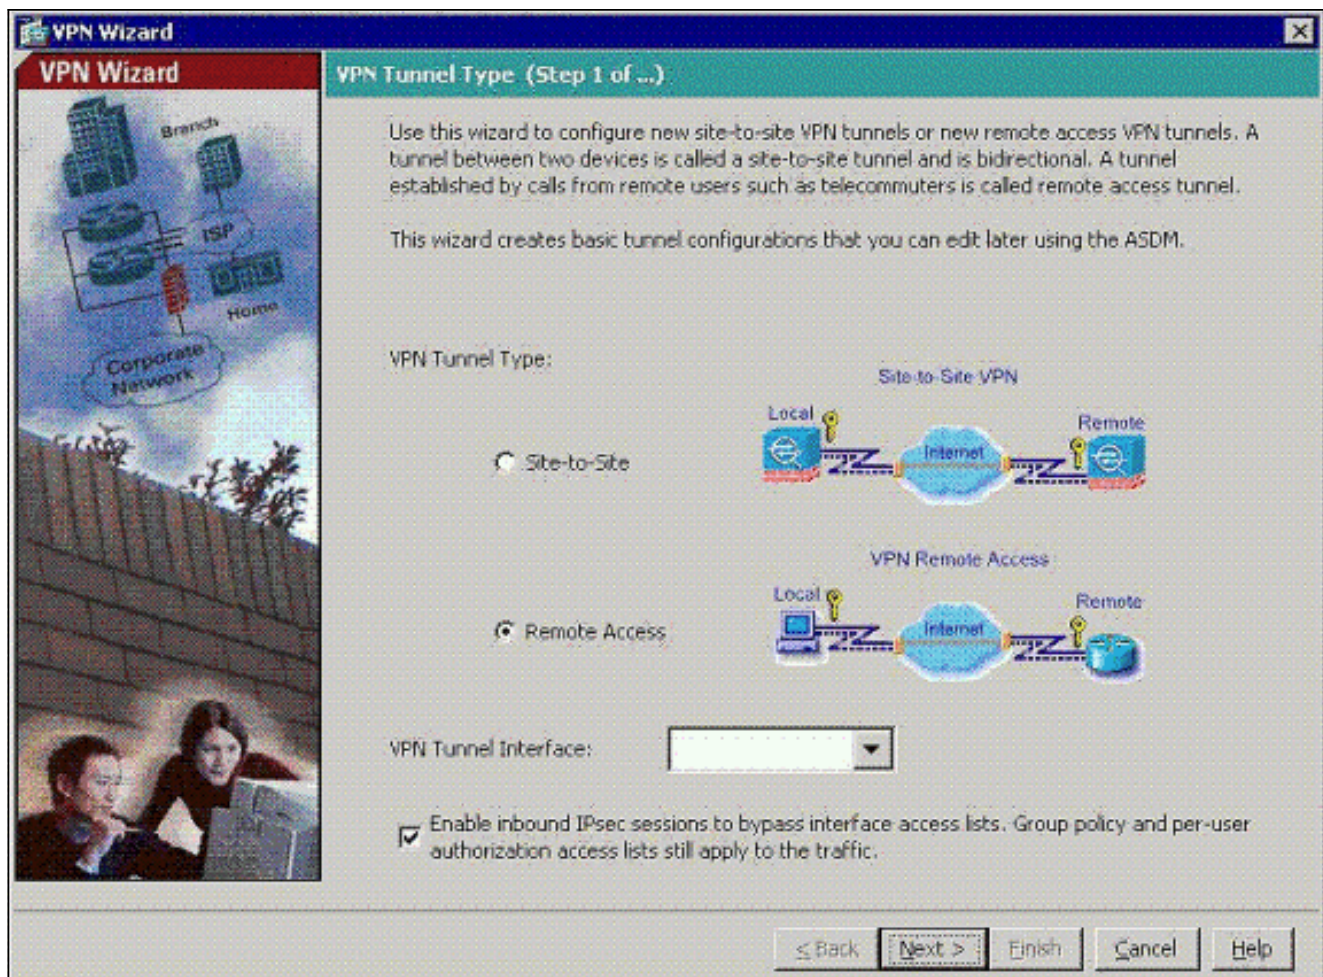 VPN Wizard
VPN Wizard
Branch
ISP
Home
Corporate
Network
VPN Tunnel Type (Step 1 of ...)
Use this wizard to configure new site-to-site VPN tunnels or new remote access VPN tunnels. A
tunnel between two devices is called a site-to-site tunnel and is bidirectional. A tunnel
established by calls from remote users such as telecommuters is called remote access tunnel.
This wizard creates basic tunnel configurations that you can edit later using the ASDM.
VPN Tunnel Type:
Site-to-Site VPN
Local
Remote
Internet
Site-to-Site
VPN Remote Access
Local
Remote
Internet
Remote Access
VPN Tunnel Interface:
Enable inbound IPsec sessions to bypass interface access lists. Group policy and per-user
authorization access lists still apply to the traffic.
< Back
Next >
Finish
Cancel
Help